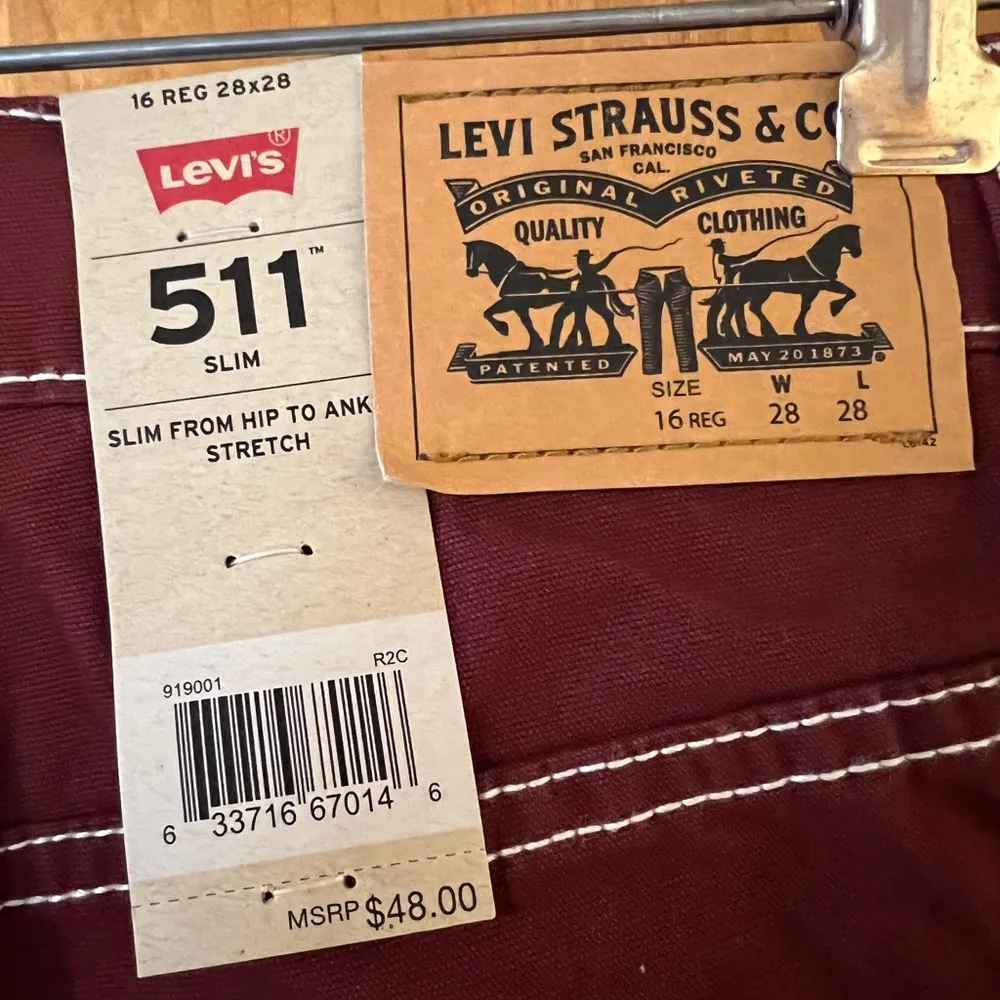 16 REG 28x28
Levi's®
511™
SLIM
SLIM FROM HIP TO ANK
STRETCH
919001
R2C
6 33716 67014 6
MSRP $48.00
LEVI STRAUSS & CO
SAN FRANCISCO
CAL.
ORIGINAL RIVETED
QUALITY CLOTHING
PATENTED MAY 20 1873
SIZE W L
16 REG 28 28